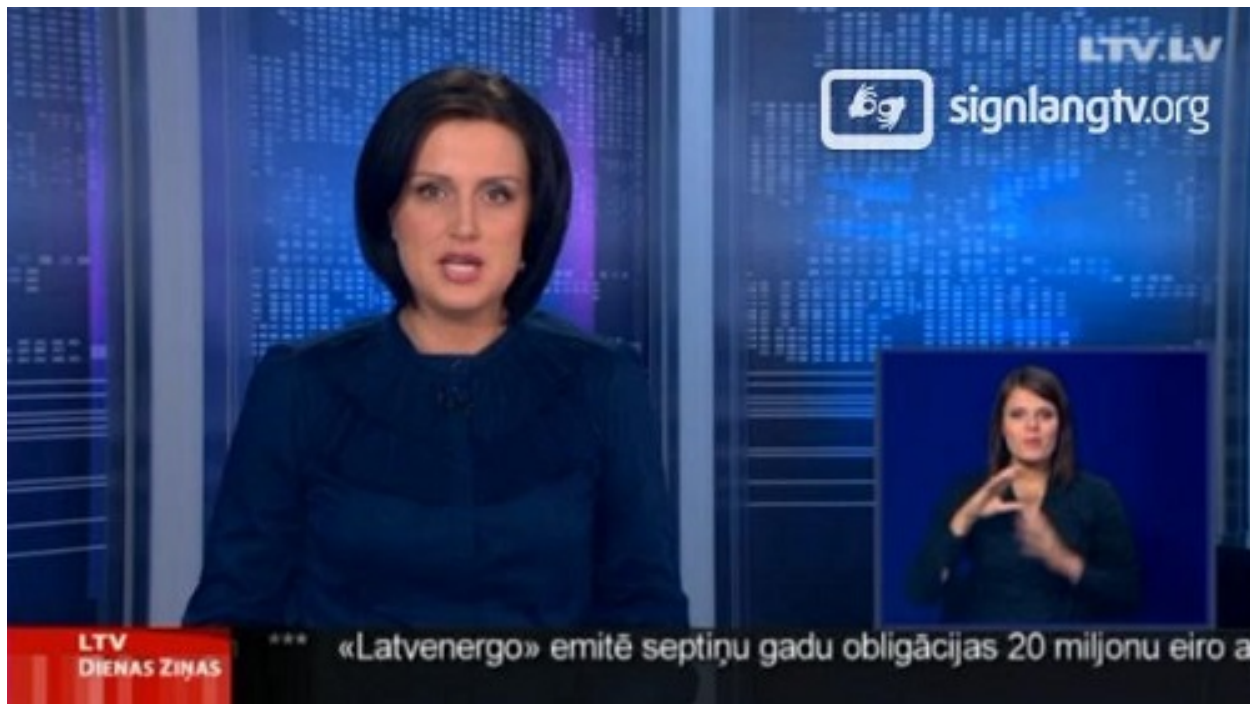 LTV.LV
signlangtv.org
LTV
DIENAS ZIŅAS
*** «Latvenergo» emitē septiņu gadu obligācijas 20 miljonu eiro a